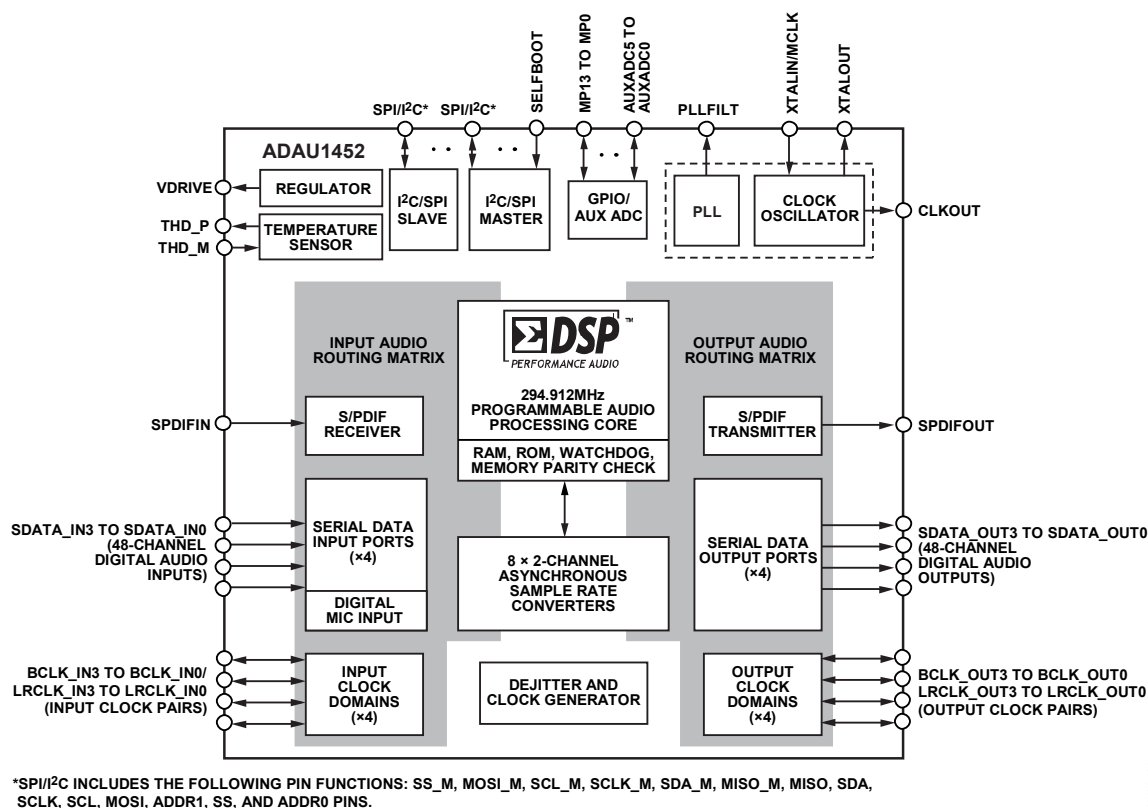 SPI/I2C*
SPI/I2C*
SELFBOOT
MP13 TO MP0
AUXADC5 TO
AUXADC0
PLLFILT
XTALIN/MCLK
XTALOUT
ADAU1452
VDRIVE
REGULATOR
THD_P
THD_M
TEMPERATURE
SENSOR
I2C/SPI
SLAVE
I2C/SPI
MASTER
GPIO/
AUX ADC
PLL
CLOCK
OSCILLATOR
CLKOUT
INPUT AUDIO
ROUTING MATRIX
ΣDSP™
PERFORMANCE AUDIO
294.912MHz
PROGRAMMABLE AUDIO
PROCESSING CORE
RAM, ROM, WATCHDOG,
MEMORY PARITY CHECK
OUTPUT AUDIO
ROUTING MATRIX
SPDIFIN
S/PDIF
RECEIVER
S/PDIF
TRANSMITTER
SPDIFOUT
SDATA_IN3 TO SDATA_IN0
(48-CHANNEL
DIGITAL AUDIO
INPUTS)
SERIAL DATA
INPUT PORTS
(×4)
DIGITAL
MIC INPUT
8 × 2-CHANNEL
ASYNCHRONOUS
SAMPLE RATE
CONVERTERS
SERIAL DATA
OUTPUT PORTS
(×4)
SDATA_OUT3 TO SDATA_OUT0
(48-CHANNEL
DIGITAL AUDIO
OUTPUTS)
BCLK_IN3 TO BCLK_IN0/
LRCLK_IN3 TO LRCLK_IN0
(INPUT CLOCK PAIRS)
INPUT
CLOCK
DOMAINS
(×4)
DEJITTER AND
CLOCK GENERATOR
OUTPUT
CLOCK
DOMAINS
(×4)
BCLK_OUT3 TO BCLK_OUT0
LRCLK_OUT3 TO LRCLK_OUT0
(OUTPUT CLOCK PAIRS)
*SPI/I2C INCLUDES THE FOLLOWING PIN FUNCTIONS: SS_M, MOSI_M, SCL_M, SCLK_M, SDA_M, MISO_M, MISO, SDA,
SCLK, SCL, MOSI, ADDR1, SS, AND ADDR0 PINS.